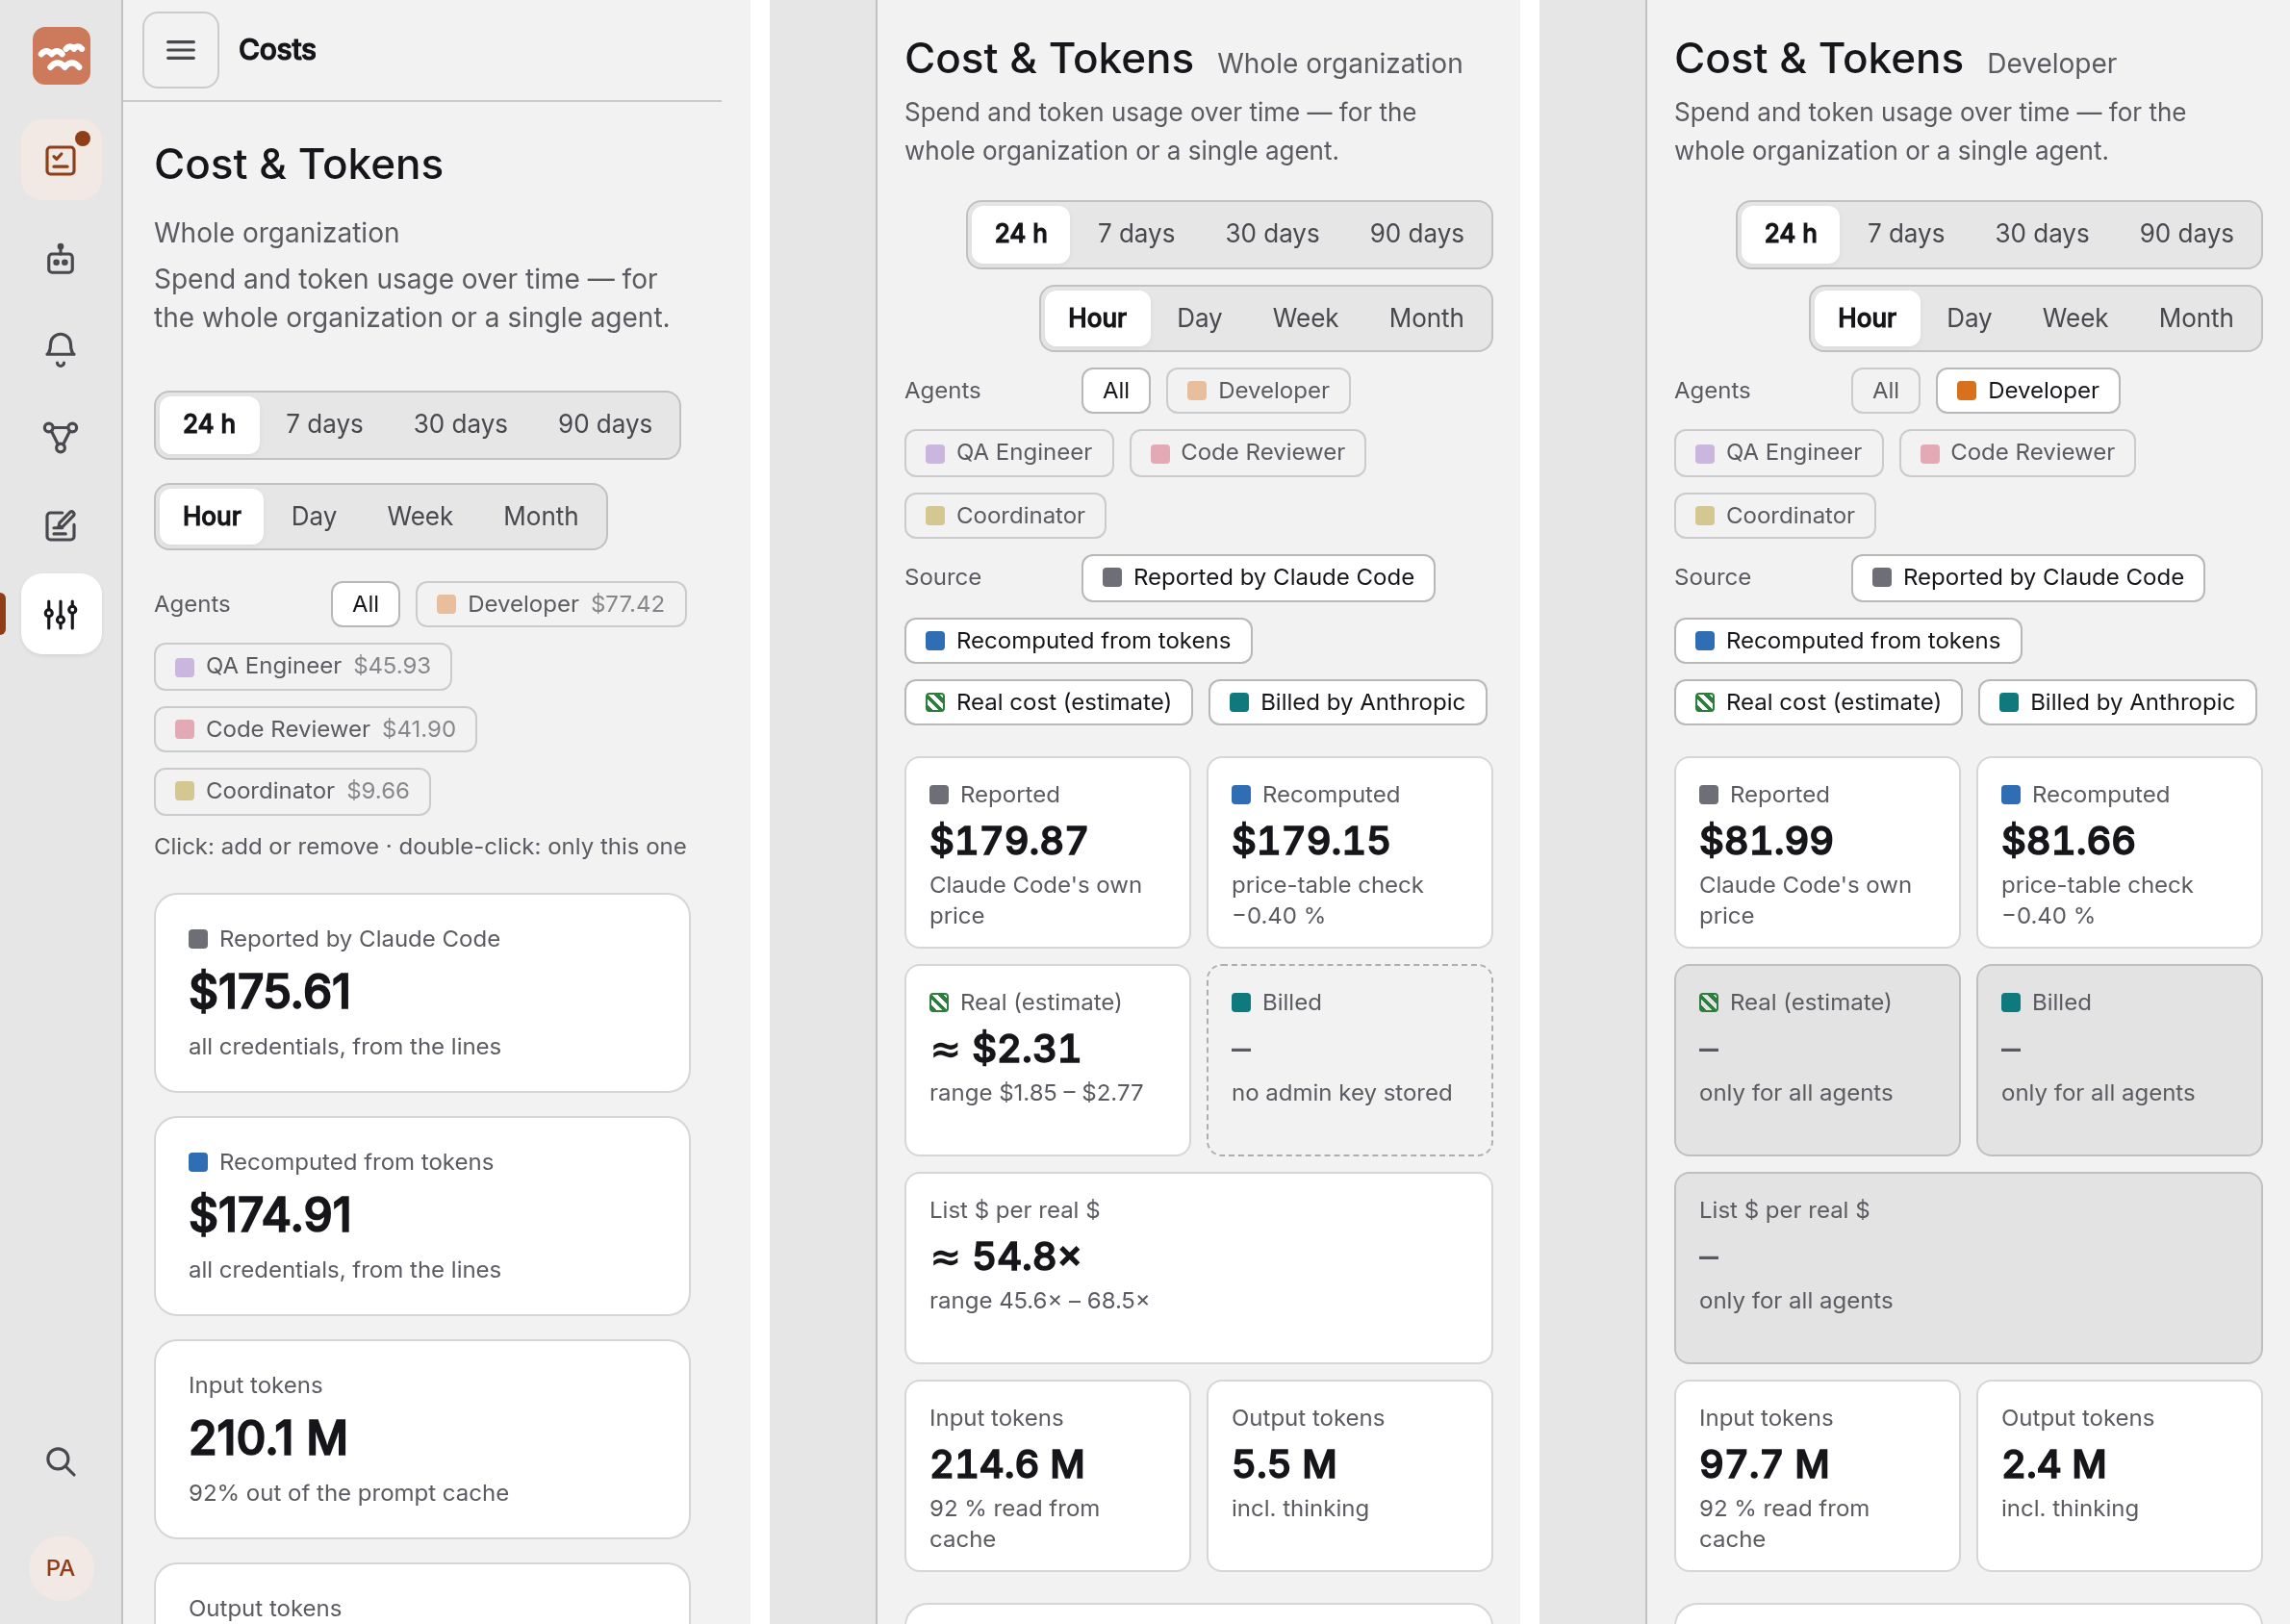 Costs
Cost & Tokens
Whole organization
Spend and token usage over time — for
the whole organization or a single agent.
24 h 7 days 30 days 90 days
Hour Day Week Month
Agents All Developer $77.42
QA Engineer $45.93
Code Reviewer $41.90
Coordinator $9.66
Click: add or remove · double-click: only this one
Reported by Claude Code
$175.61
all credentials, from the lines
Recomputed from tokens
$174.91
all credentials, from the lines
Input tokens
210.1 M
92% out of the prompt cache
Output tokens
PA
Cost & Tokens Whole organization
Spend and token usage over time — for the
whole organization or a single agent.
24 h 7 days 30 days 90 days
Hour Day Week Month
Agents All Developer
QA Engineer Code Reviewer
Coordinator
Source Reported by Claude Code
Recomputed from tokens
Real cost (estimate) Billed by Anthropic
Reported
$179.87
Claude Code's own
price
Recomputed
$179.15
price-table check
−0.40 %
Real (estimate)
≈ $2.31
range $1.85 – $2.77
Billed
–
no admin key stored
List $ per real $
≈ 54.8×
range 45.6× – 68.5×
Input tokens
214.6 M
92 % read from
cache
Output tokens
5.5 M
incl. thinking
Cost & Tokens Developer
Spend and token usage over time — for the
whole organization or a single agent.
24 h 7 days 30 days 90 days
Hour Day Week Month
Agents All Developer
QA Engineer Code Reviewer
Coordinator
Source Reported by Claude Code
Recomputed from tokens
Real cost (estimate) Billed by Anthropic
Reported
$81.99
Claude Code's own
price
Recomputed
$81.66
price-table check
−0.40 %
Real (estimate)
–
only for all agents
Billed
–
only for all agents
List $ per real $
–
only for all agents
Input tokens
97.7 M
92 % read from
cache
Output tokens
2.4 M
incl. thinking